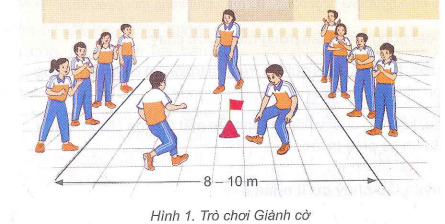 8 – 10 m
Hình 1. Trò chơi Giành cờ